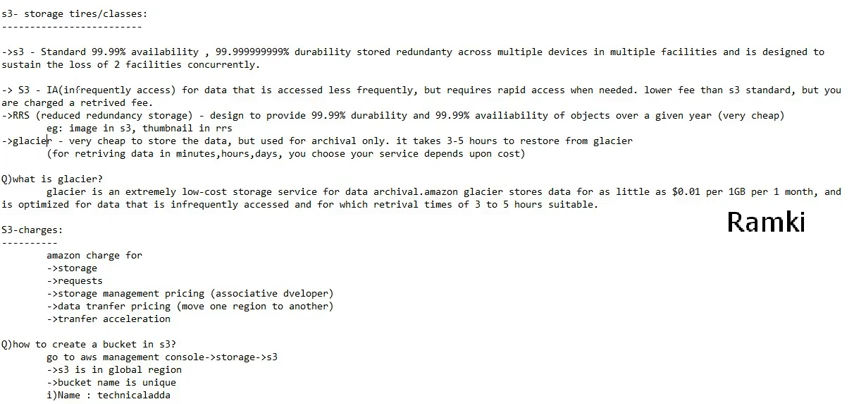 s3- storage tires/classes:
-------------------------
->s3 - Standard 99.99% availability , 99.999999999% durability stored redundanty across multiple devices in multiple facilities and is designed to
sustain the loss of 2 facilities concurrently.
-> S3 - IA(infrequently access) for data that is accessed less frequently, but requires rapid access when needed. lower fee than s3 standard, but you
are charged a retrived fee.
->RRS (reduced redundancy storage) - design to provide 99.99% durability and 99.99% availiability of objects over a given year (very cheap)
eg: image in s3, thumbnail in rrs
->glacier - very cheap to store the data, but used for archival only. it takes 3-5 hours to restore from glacier
(for retriving data in minutes,hours,days, you choose your service depends upon cost)
Q)what is glacier?
glacier is an extremely low-cost storage service for data archival.amazon glacier stores data for as little as $0.01 per 1GB per 1 month, and
is optimized for data that is infrequently accessed and for which retrival times of 3 to 5 hours suitable.
Ramki
S3-charges:
----------
amazon charge for
->storage
->requests
->storage management pricing (associative dveloper)
->data tranfer pricing (move one region to another)
->tranfer acceleration
Q)how to create a bucket in s3?
go to aws management console->storage->s3
->s3 is in global region
->bucket name is unique
i)Name : technicaladda